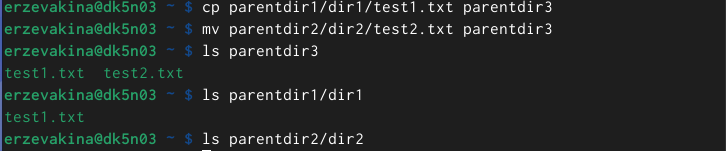 erzevakina@dk5n03 ~ $ cp parentdir1/dir1/test1.txt parentdir3
erzevakina@dk5n03 ~ $ mv parentdir2/dir2/test2.txt parentdir3
erzevakina@dk5n03 ~ $ ls parentdir3
test1.txt  test2.txt
erzevakina@dk5n03 ~ $ ls parentdir1/dir1
test1.txt
erzevakina@dk5n03 ~ $ ls parentdir2/dir2